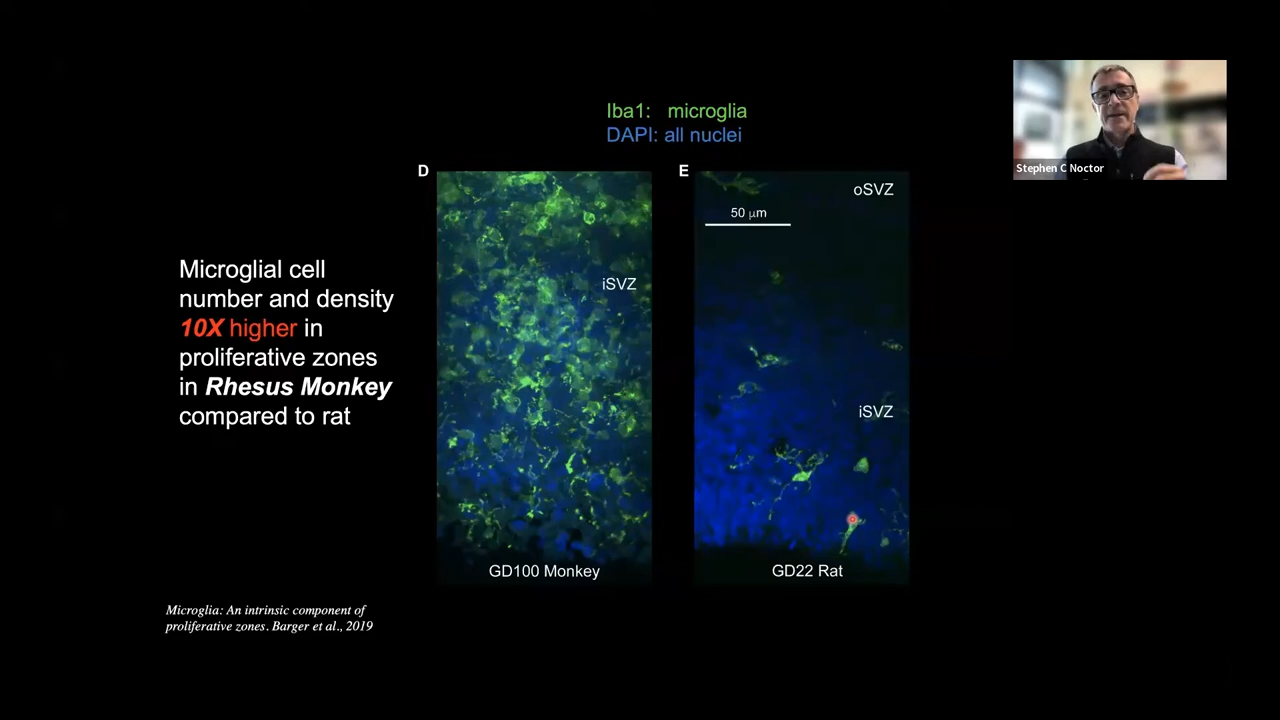 Iba1: microglia
DAPI: all nuclei
Stephen C Noctor
D
E
oSVZ
50 μm
iSVZ
iSVZ
Microglial cell
number and density
10X higher in
proliferative zones
in Rhesus Monkey
compared to rat
GD100 Monkey
GD22 Rat
Microglia: An intrinsic component of
proliferative zones. Barger et al., 2019